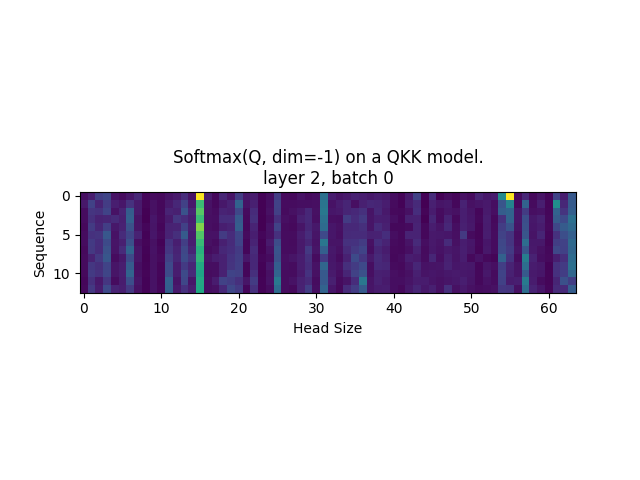 Softmax(Q, dim=-1) on a QKK model.
layer 2, batch 0
Sequence
0
5
10
0 10 20 30 40 50 60
Head Size